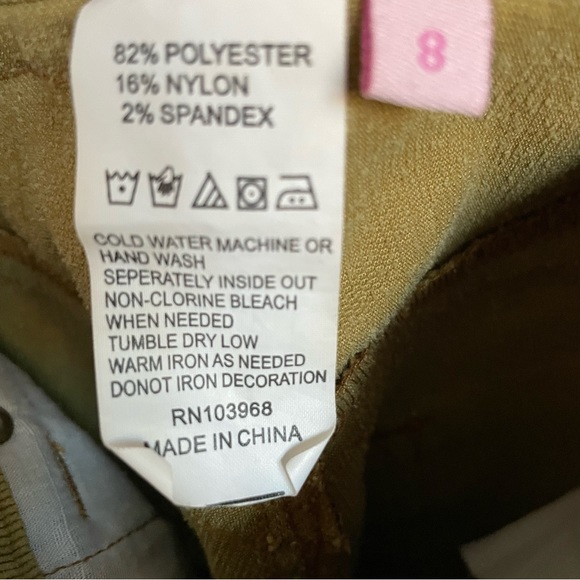 82% POLYESTER
16% NYLON
2% SPANDEX
8
COLD WATER MACHINE OR
HAND WASH
SEPERATELY INSIDE OUT
NON-CLORINE BLEACH
WHEN NEEDED
TUMBLE DRY LOW
WARM IRON AS NEEDED
DONOT IRON DECORATION
RN103968
MADE IN CHINA